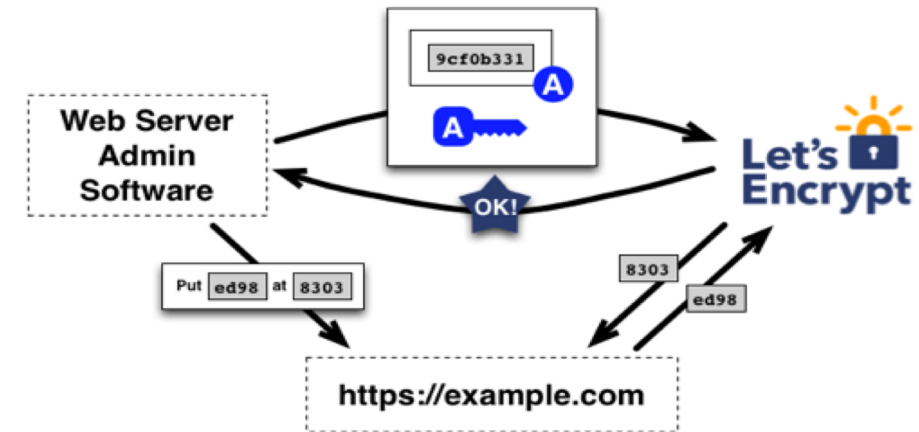 9cf0b331
A
A
Web Server
Admin
Software
Let's
Encrypt
OK!
Put ed98 at 8303
8303
ed98
https://example.com